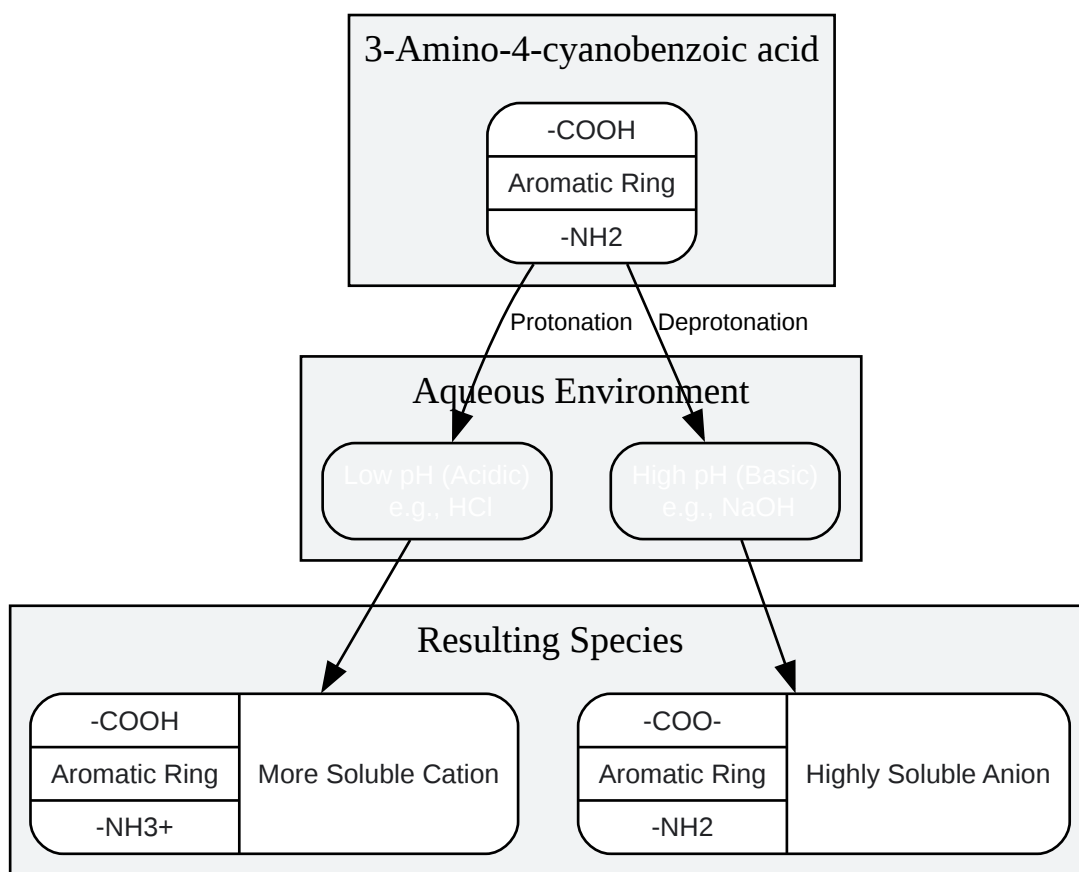 3-Amino-4-cyanobenzoic acid
-COOH
Aromatic Ring
-NH2
Protonation
Deprotonation
Aqueous Environment
Low pH (Acidic)
e.g., HCl
High pH (Basic)
e.g., NaOH
Resulting Species
-COOH
Aromatic Ring
-NH3+
More Soluble Cation
-COO-
Aromatic Ring
-NH2
Highly Soluble Anion